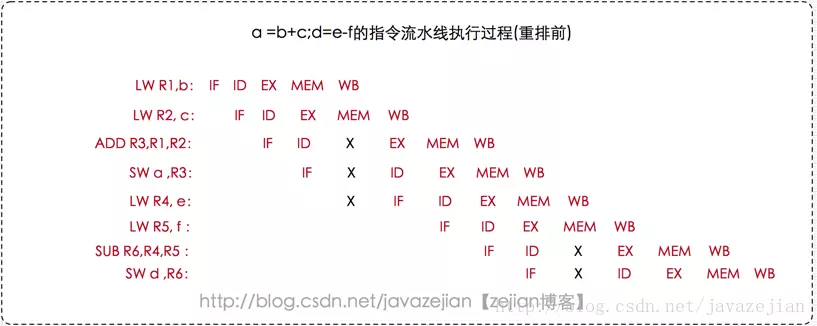 a =b+c;d=e-f的指令流水线执行过程(重排前)
LW R1,b: IF ID EX MEM WB
LW R2, c: IF ID EX MEM WB
ADD R3,R1,R2: IF ID X EX MEM WB
SW a ,R3: IF X ID EX MEM WB
LW R4, e: X IF ID EX MEM WB
LW R5, f : IF ID EX MEM WB
SUB R6,R4,R5 : IF ID X EX MEM WB
SW d ,R6: IF X ID EX MEM WB
http://blog.csdn.net/javazejian【zejian博客】
http://blog.csdn.net/javazejian